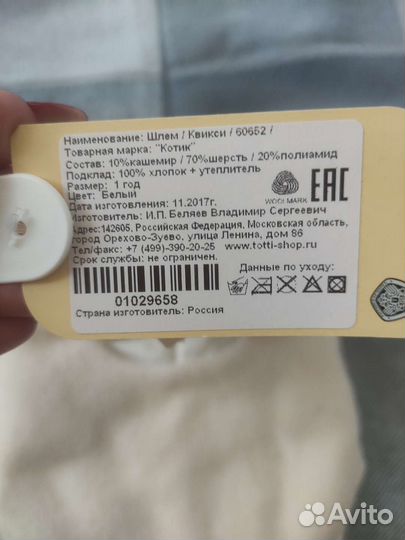 Наименование: Шлем / Квикси / 60652 /
Товарная марка: "Котик"
Состав: 10%кашемир / 70%шерсть / 20%полиамид
Подклад: 100% хлопок + утеплитель
Размер: 1 год
Цвет: Белый
WOOLMARK
EAC
Дата изготовления: 11.2017г.
Изготовитель: И.П. Беляев Владимир Сергеевич
Адрес: 142605, Российская Федерация, Московская область,
город Орехово-Зуево, улица Ленина, дом 86
Тел/факс: +7 (499)-390-20-25 www.totti-shop.ru
Срок службы: не ограничен.
Данные по уходу:
01029658
Страна изготовитель: Россия
Avito